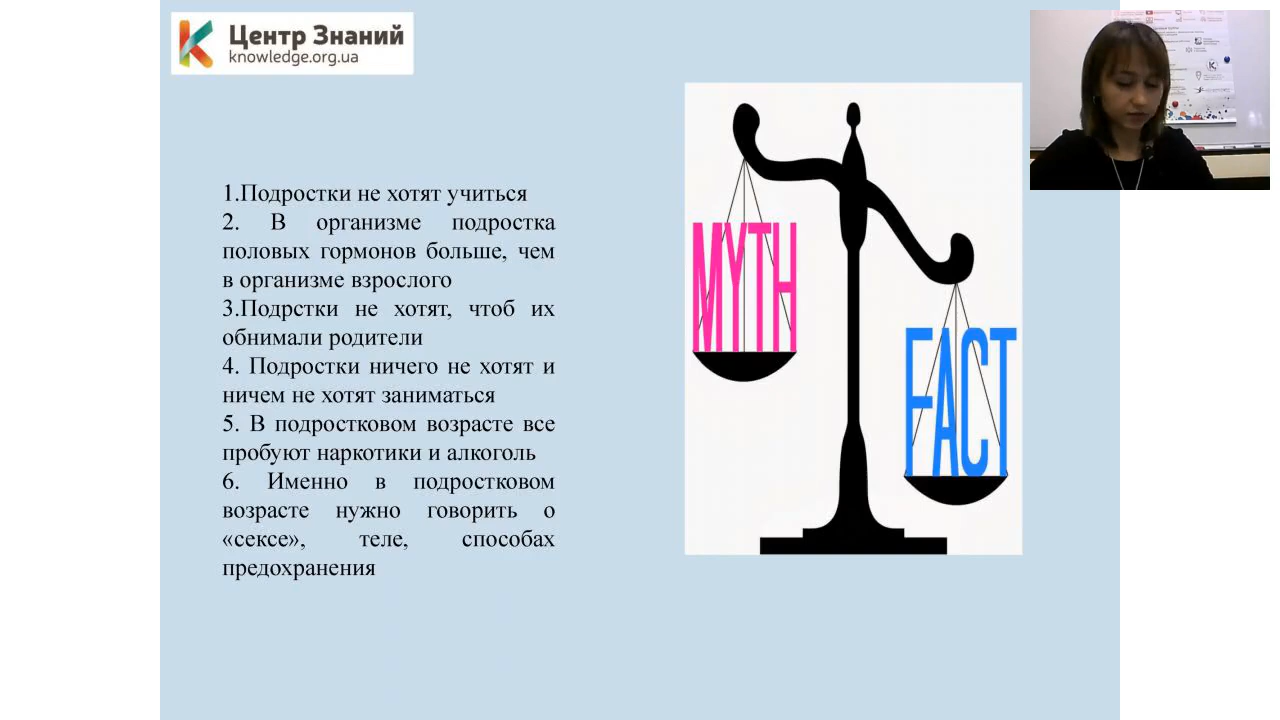 Центр Знаний
knowledge.org.ua
1.Подростки не хотят учиться
2. В организме подростка
половых гормонов больше, чем
в организме взрослого
3.Подрстки не хотят, чтоб их
обнимали родители
4. Подростки ничего не хотят и
ничем не хотят заниматься
5. В подростковом возрасте все
пробуют наркотики и алкоголь
6. Именно в подростковом
возрасте нужно говорить о
«сексе», теле, способах
предохранения
MYTH
FACT